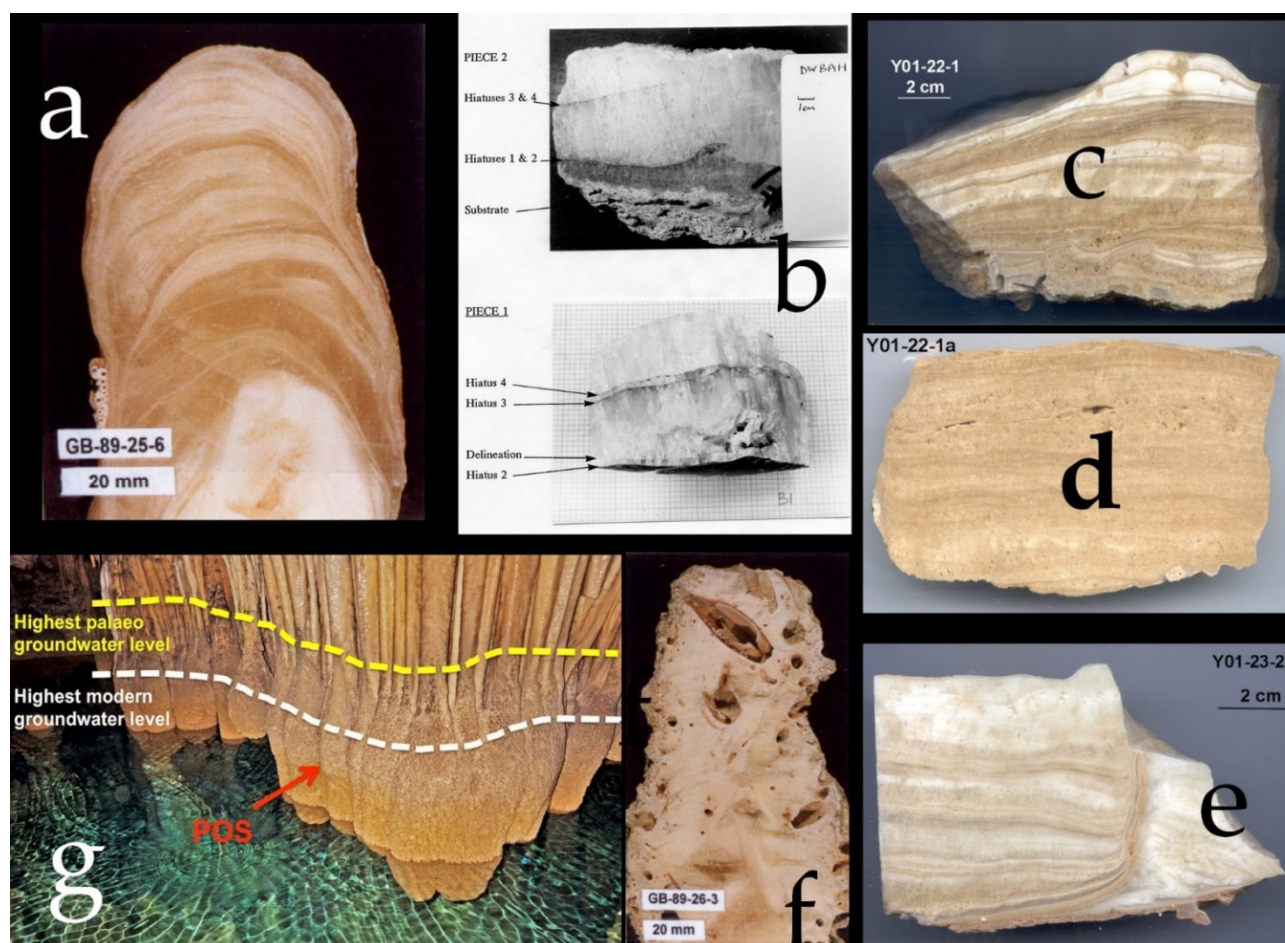 a
GB-89-25-6
20 mm
PIECE 2
Hiatuses 3 & 4
Hiatuses 1 & 2
Substrate
DWBAH
1cm
b
PIECE 1
Hiatus 4
Hiatus 3
Delineation
Hiatus 2
B1
Y01-22-1
2 cm
c
Y01-22-1a
d
Highest palaeo
groundwater level
Highest modern
groundwater level
POS
g
GB-89-26-3
20 mm
f
Y01-23-2
2 cm
e